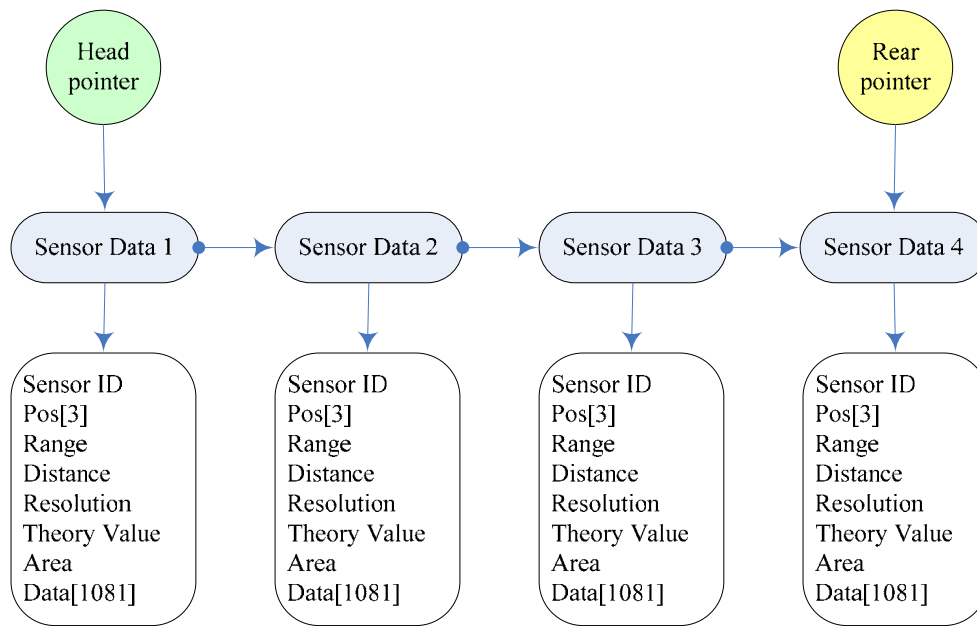 Head
pointer
Rear
pointer
Sensor Data 1
Sensor Data 2
Sensor Data 3
Sensor Data 4
Sensor ID
Pos[3]
Range
Distance
Resolution
Theory Value
Area
Data[1081]
Sensor ID
Pos[3]
Range
Distance
Resolution
Theory Value
Area
Data[1081]
Sensor ID
Pos[3]
Range
Distance
Resolution
Theory Value
Area
Data[1081]
Sensor ID
Pos[3]
Range
Distance
Resolution
Theory Value
Area
Data[1081]